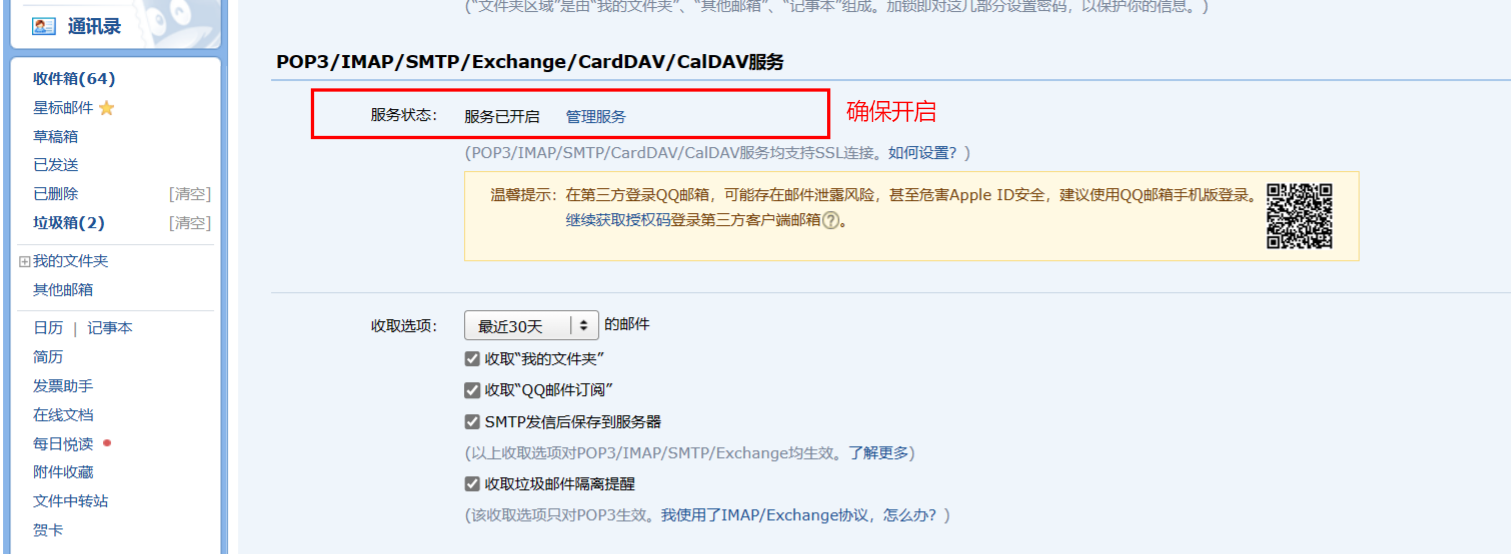 (“文件夹区域”是由“我的文件夹”、“其他邮箱”、“记事本”组成。加锁即对这几部分设置密码，以保护你的信息。)
通讯录
收件箱(64)
星标邮件
草稿箱
已发送
已删除 [清空]
垃圾箱(2) [清空]
我的文件夹
其他邮箱
日历 | 记事本
简历
发票助手
在线文档
每日悦读
附件收藏
文件中转站
贺卡
POP3/IMAP/SMTP/Exchange/CardDAV/CalDAV服务
服务状态： 服务已开启 管理服务 确保开启
(POP3/IMAP/SMTP/CardDAV/CalDAV服务均支持SSL连接。如何设置？)
温馨提示：在第三方登录QQ邮箱，可能存在邮件泄露风险，甚至危害Apple ID安全，建议使用QQ邮箱手机版登录。
继续获取授权码登录第三方客户端邮箱?。
收取选项： 最近30天 的邮件
收取“我的文件夹”
收取“QQ邮件订阅”
SMTP发信后保存到服务器
(以上收取选项对POP3/IMAP/SMTP/Exchange均生效。了解更多)
收取垃圾邮件隔离提醒
(该收取选项只对POP3生效。我使用了IMAP/Exchange协议，怎么办？)